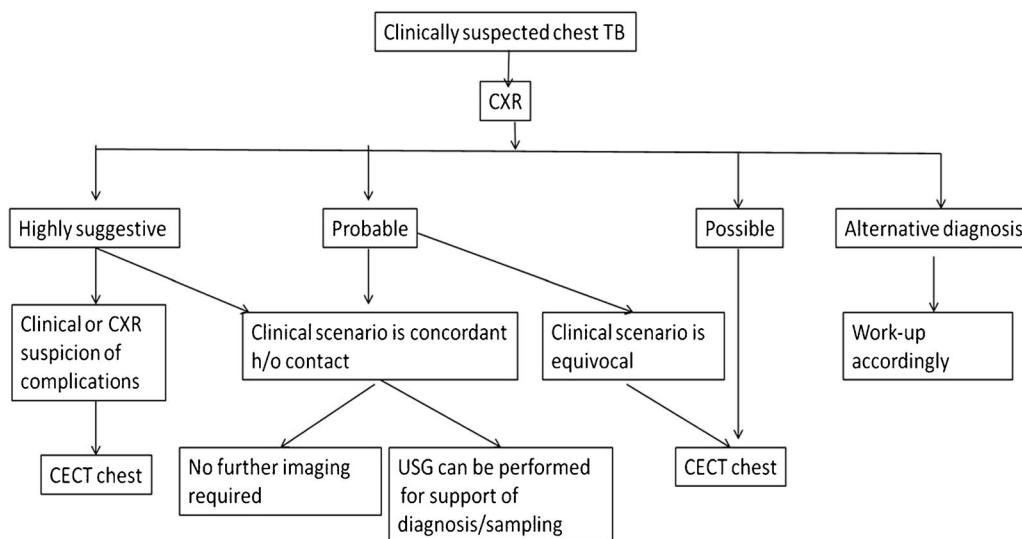 Clinically suspected chest TB
CXR
Highly suggestive
Probable
Possible
Alternative diagnosis
Clinical or CXR
suspicion of
complications
Clinical scenario is concordant
h/o contact
Clinical scenario is
equivocal
Work-up
accordingly
CECT chest
No further imaging
required
USG can be performed
for support of
diagnosis/sampling
CECT chest